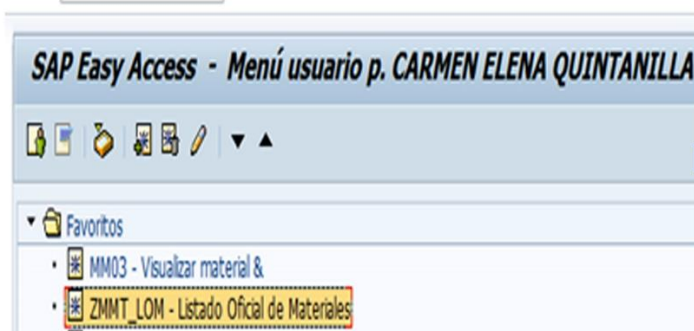 SAP Easy Access - Menú usuario p. CARMEN ELENA QUINTANILLA
Favoritos
MM03 - Visualizar material &
ZMMT_LOM - Listado Oficial de Materiales